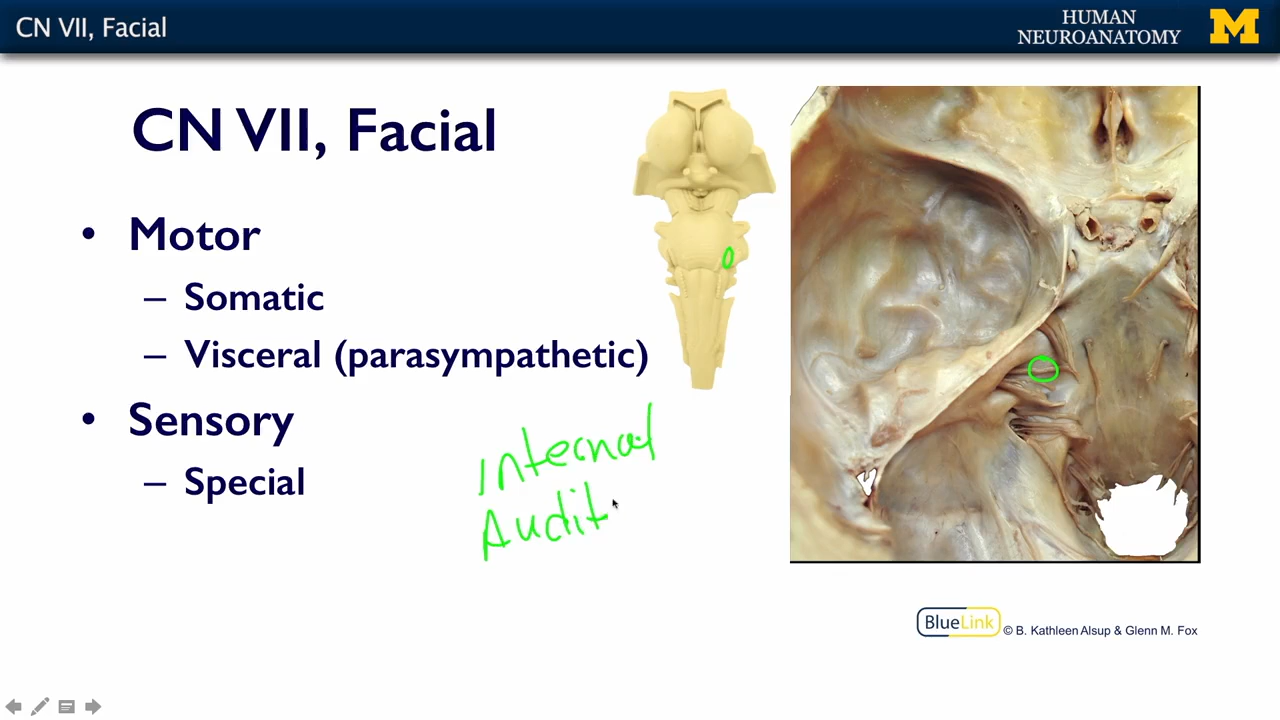 CN VII, Facial
HUMAN
NEUROANATOMY
M
CN VII, Facial
• Motor
– Somatic
– Visceral (parasympathetic)
• Sensory
– Special
Internal
Audit
BlueLink © B. Kathleen Alsup & Glenn M. Fox